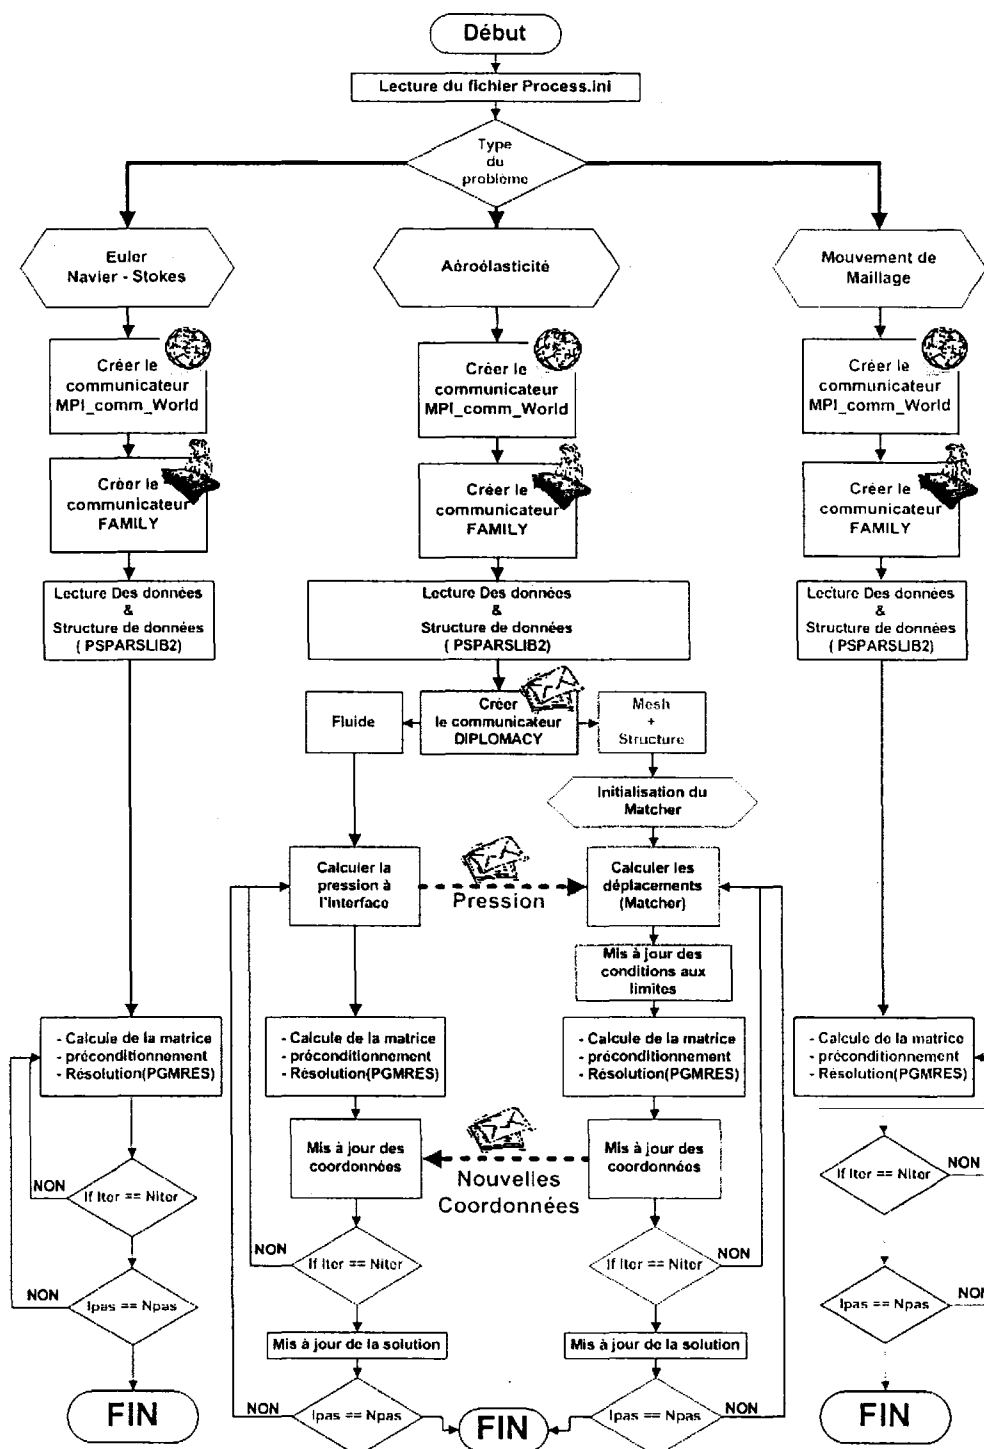 Début
Lecture du fichier Process.ini
Type
du
problème
Euler
Navier - Stokes
Créer le
communicateur
MPI_comm_World
Créer le
communicateur
FAMILY
Lecture Des données
&
Structure de données
( PSPARSLIB2)
- Calcule de la matrice
- préconditionnement
- Résolution(PGMRES)
If Iter == Niter
NON
Ipas == Npas
NON
FIN
Aéroélasticité
Créer le
communicateur
MPI_comm_World
Créer le
communicateur
FAMILY
Lecture Des données
&
Structure de données
( PSPARSLIB2)
Créer
le communicateur
DIPLOMACY
Fluide
Mesh
+
Structure
Initialisation du
Matcher
Calculer la
pression à
l'Interface
Pression
Calculer les
déplacements
(Matcher)
Mis à jour des
conditions aux
limites
- Calcule de la matrice
- préconditionnement
- Résolution(PGMRES)
- Calcule de la matrice
- préconditionnement
- Résolution(PGMRES)
Mis à jour des
coordonnées
Nouvelles
Coordonnées
Mis à jour des
coordonnées
NON
If Iter == Niter
If Iter == Niter
NON
Mis à jour de la solution
Mis à jour de la solution
NON
Ipas == Npas
FIN
Ipas == Npas
NON
Mouvement de
Maillage
Créer le
communicateur
MPI_comm_World
Créer le
communicateur
FAMILY
Lecture Des données
&
Structure de données
( PSPARSLIB2)
- Calcule de la matrice
- préconditionnement
- Résolution(PGMRES)
If Iter == Niter
NON
Ipas == Npas
NON
FIN